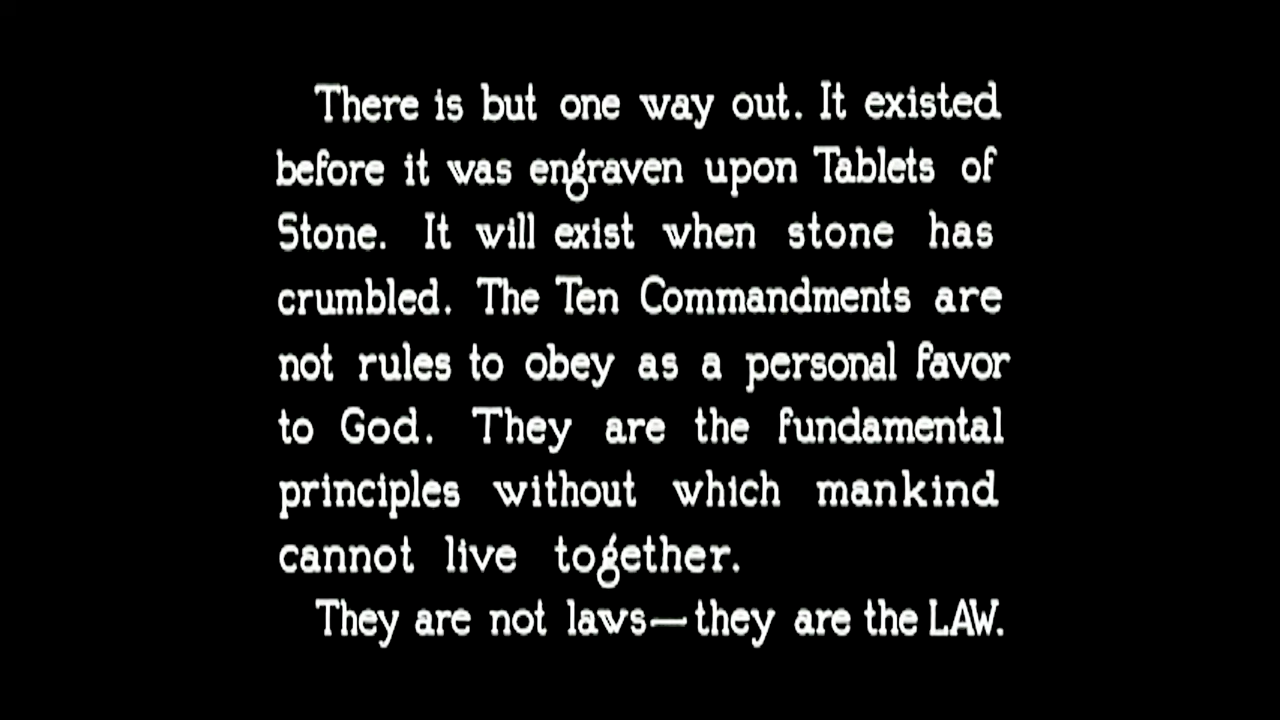 There is but one way out. It existed
before it was engraven upon Tablets of
Stone. It will exist when stone has
crumbled. The Ten Commandments are
not rules to obey as a personal favor
to God. They are the fundamental
principles without which mankind
cannot live together.
They are not laws—they are the LAW.